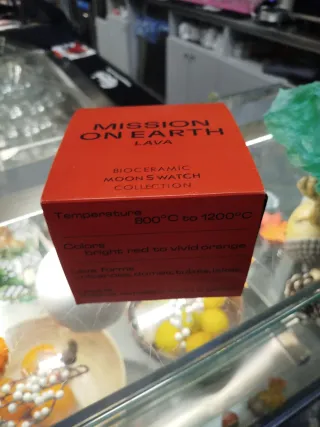 MISSION
ON EARTH
LAVA
BIOCERAMIC
MOONSWATCH
COLLECTION
Temperature
800°C to 1200°C
Colors
bright red to vivid orange